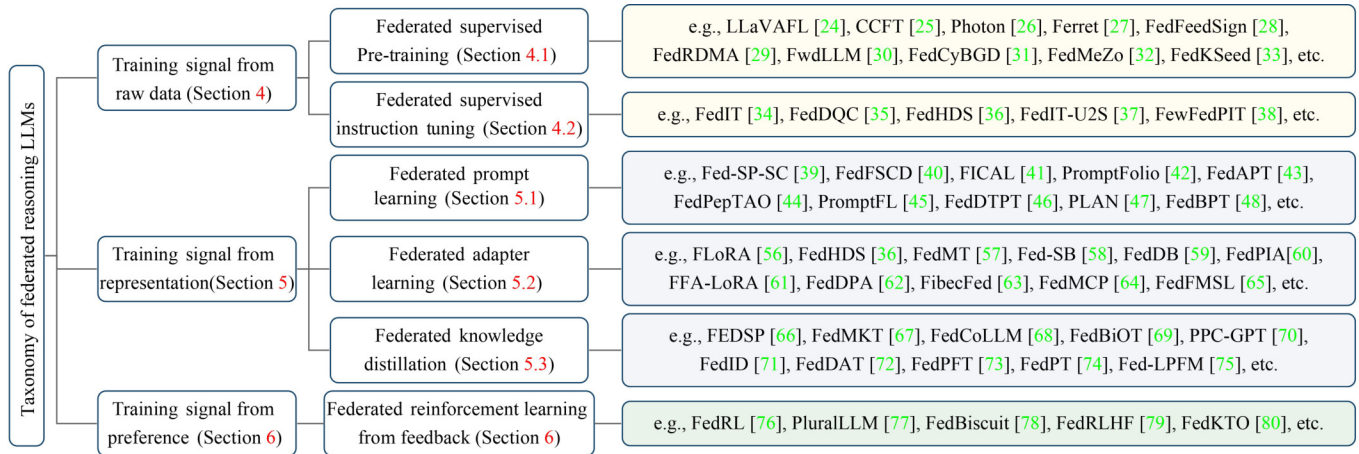 Taxonomy of federated reasoning LLMs
Training signal from
raw data (Section 4)
Federated supervised
Pre-training (Section 4.1)
e.g., LLaVAFL [24], CCFT [25], Photon [26], Ferret [27], FedFeedSign [28],
FedRDMA [29], FwdLLM [30], FedCyBGD [31], FedMeZo [32], FedKSeed [33], etc.
Federated supervised
instruction tuning (Section 4.2)
e.g., FedIT [34], FedDQC [35], FedHDS [36], FedIT-U2S [37], FewFedPIT [38], etc.
Training signal from
representation(Section 5)
Federated prompt
learning (Section 5.1)
e.g., Fed-SP-SC [39], FedFSCD [40], FICAL [41], PromptFolio [42], FedAPT [43],
FedPepTAO [44], PromptFL [45], FedDTPT [46], PLAN [47], FedBPT [48], etc.
Federated adapter
learning (Section 5.2)
e.g., FLoRA [56], FedHDS [36], FedMT [57], Fed-SB [58], FedDB [59], FedPIA[60],
FFA-LoRA [61], FedDPA [62], FibecFed [63], FedMCP [64], FedFMSL [65], etc.
Federated knowledge
distillation (Section 5.3)
e.g., FEDSP [66], FedMKT [67], FedCoLLM [68], FedBiOT [69], PPC-GPT [70],
FedID [71], FedDAT [72], FedPFT [73], FedPT [74], Fed-LPFM [75], etc.
Training signal from
preference (Section 6)
Federated reinforcement learning
from feedback (Section 6)
e.g., FedRL [76], PluralLLM [77], FedBiscuit [78], FedRLHF [79], FedKTO [80], etc.